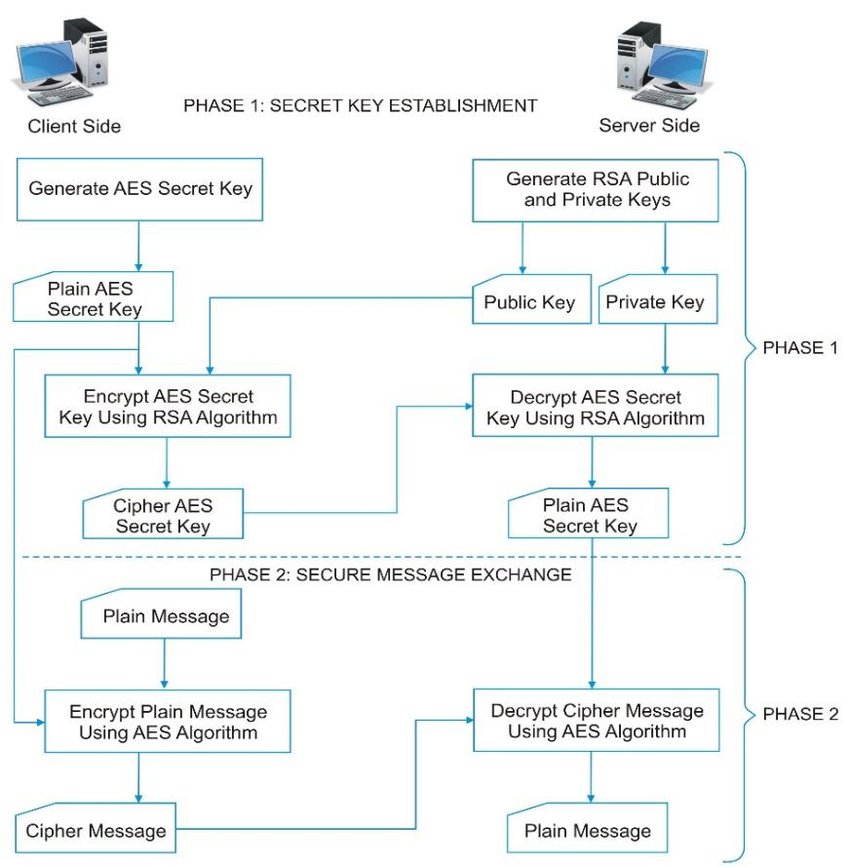 PHASE 1: SECRET KEY ESTABLISHMENT
Client Side
Server Side
Generate AES Secret Key
Generate RSA Public
and Private Keys
Plain AES
Secret Key
Public Key
Private Key
PHASE 1
Encrypt AES Secret
Key Using RSA Algorithm
Decrypt AES Secret
Key Using RSA Algorithm
Cipher AES
Secret Key
Plain AES
Secret Key
PHASE 2: SECURE MESSAGE EXCHANGE
Plain Message
Encrypt Plain Message
Using AES Algorithm
Decrypt Cipher Message
Using AES Algorithm
PHASE 2
Cipher Message
Plain Message